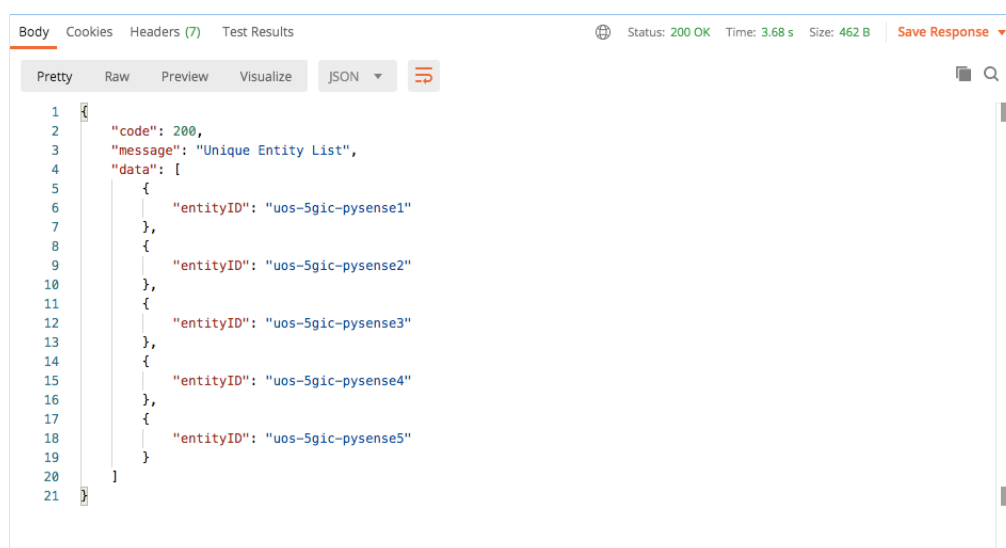 Body Cookies Headers (7) Test Results Status: 200 OK Time: 3.68 s Size: 462 B Save Response
Pretty Raw Preview Visualize JSON
1 {
2 "code": 200,
3 "message": "Unique Entity List",
4 "data": [
5 {
6 "entityID": "uos-5gic-pysense1"
7 },
8 {
9 "entityID": "uos-5gic-pysense2"
10 },
11 {
12 "entityID": "uos-5gic-pysense3"
13 },
14 {
15 "entityID": "uos-5gic-pysense4"
16 },
17 {
18 "entityID": "uos-5gic-pysense5"
19 }
20 ]
21 }